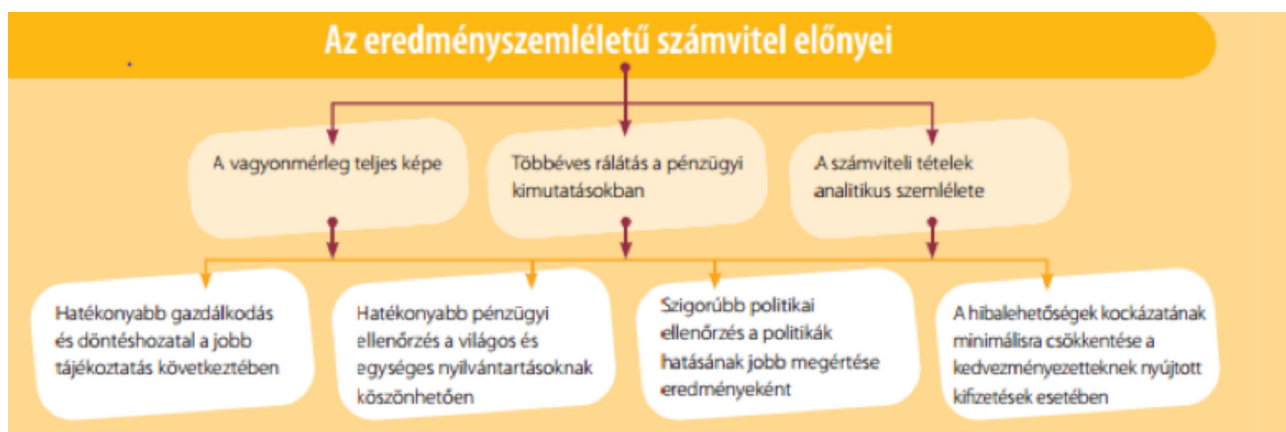 Az eredményszemléletű számvitel előnyei
A vagyonmérleg teljes képe
Többéves rálátás a pénzügyi
kimutatásokban
A számviteli tételek
analitikus szemlélete
Hatékonyabb gazdálkodás
és döntéshozatal a jobb
tájékoztatás következtében
Hatékonyabb pénzügyi
ellenőrzés a világos és
egységes nyilvántartásoknak
köszönhetően
Szigorúbb politikai
ellenőrzés a politikák
hatásának jobb megértése
eredményeként
A hibalehetőségek kockázatának
minimálisra csökkentése a
kedvezményezetteknek nyújtott
kifizetések esetében